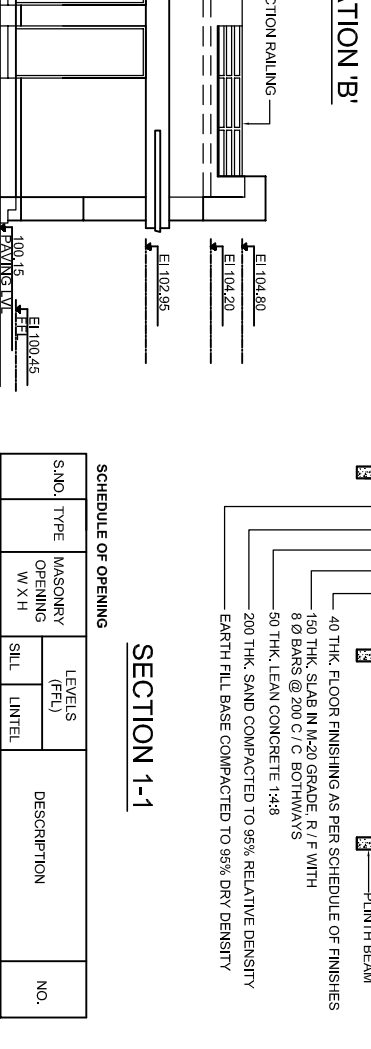 ATION 'B'
CTION RAILING
El 104.80
El 104.20
El 102.95
El 100.45
FFL
100.15
PAVING LVL
PLINTH BEAM
40 THK. FLOOR FINISHING AS PER SCHEDULE OF FINISHES
150 THK. SLAB IN M-20 GRADE, R / F WITH
8 Ø BARS @ 200 C / C BOTHWAYS
50 THK. LEAN CONCRETE 1:4:8
200 THK. SAND COMPACTED TO 95% RELATIVE DENSITY
EARTH FILL BASE COMPACTED TO 95% DRY DENSITY
SECTION 1-1
SCHEDULE OF OPENING
S.NO.
TYPE
MASONRY
OPENING
W X H
LEVELS
(FFL)
SILL
LINTEL
DESCRIPTION
NO.